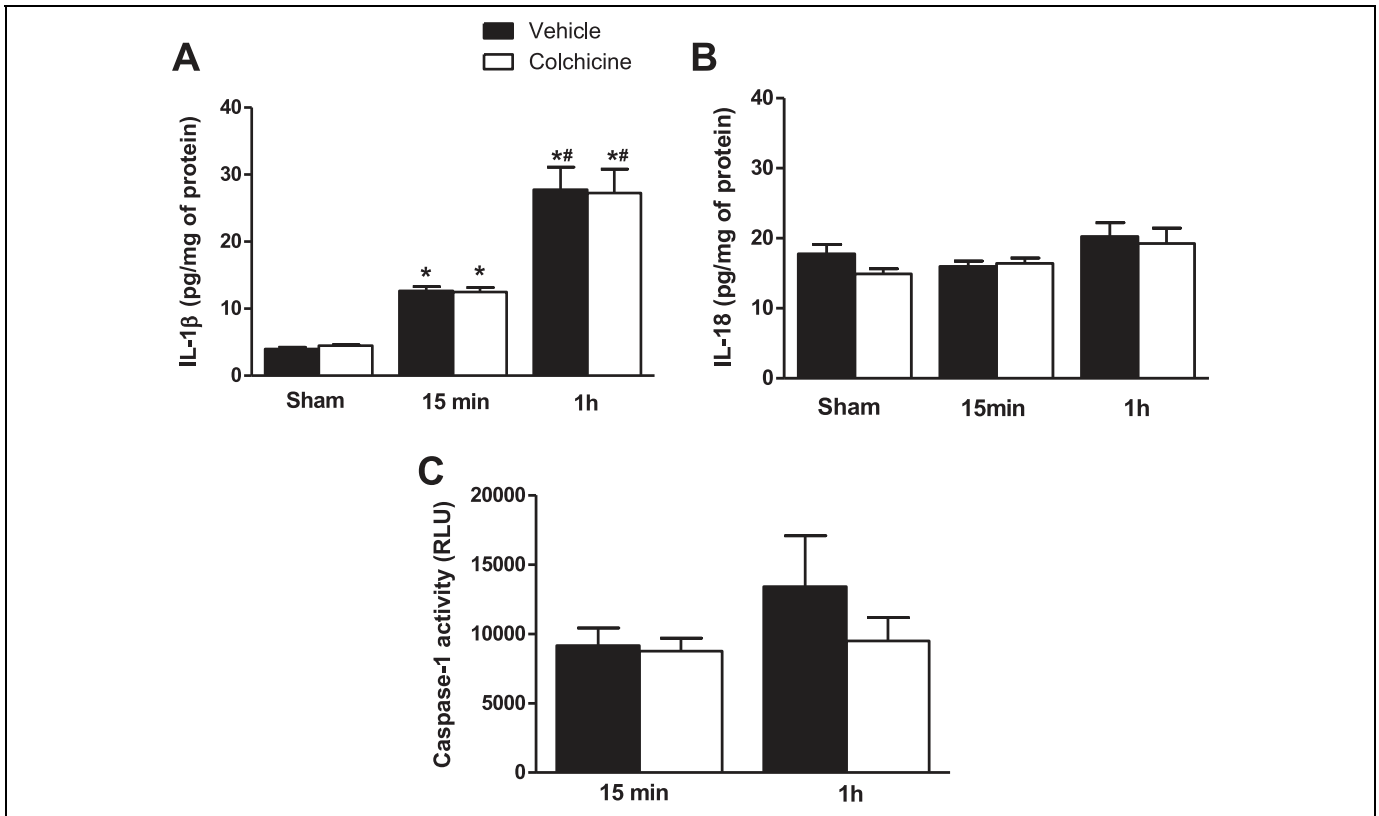 Vehicle
Colchicine
A
IL-1β (pg/mg of protein)
40
30
20
10
0
*
*
*#
*#
Sham
15 min
1h
B
IL-18 (pg/mg of protein)
40
30
20
10
0
Sham
15min
1h
C
Caspase-1 activity (RLU)
20000
15000
10000
5000
0
15 min
1h